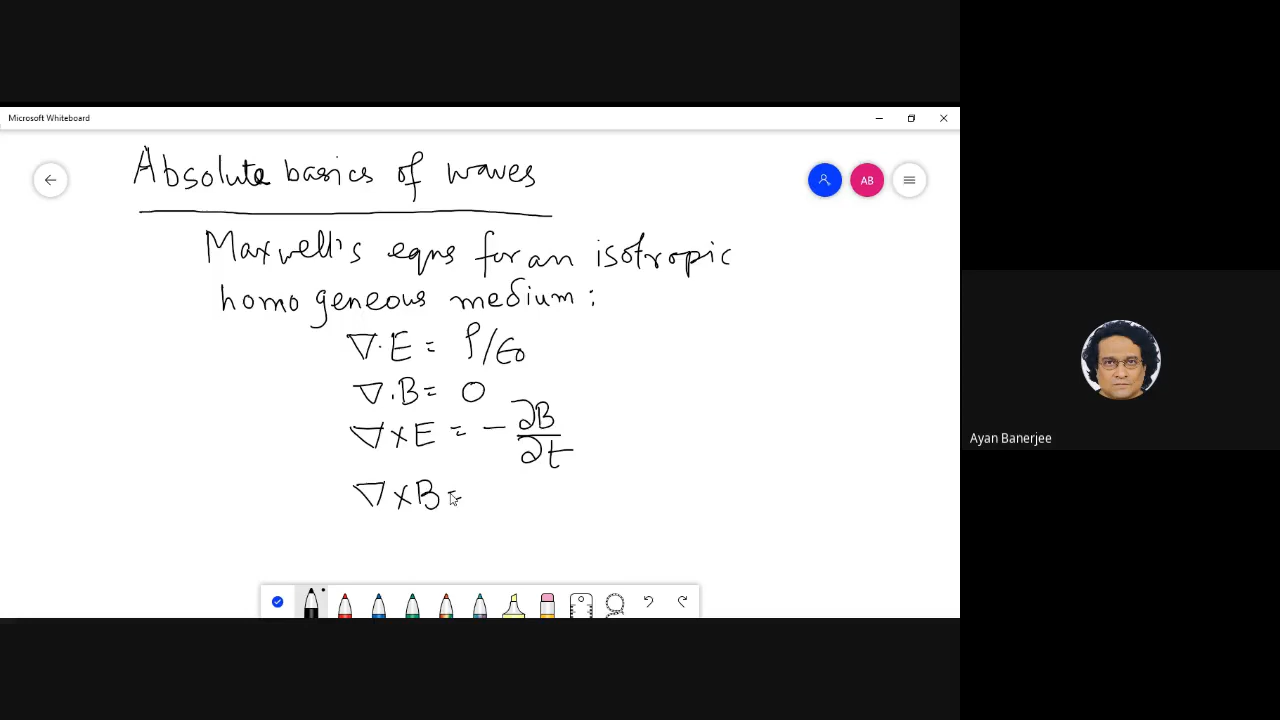 Microsoft Whiteboard
Absolute basics of waves
AB
Maxwell's eqns for an isotropic
homogeneous medium :
∇·E = ρ/ϵ₀
∇.B = 0
∇×E = - ∂B/∂t
∇×B =
Ayan Banerjee